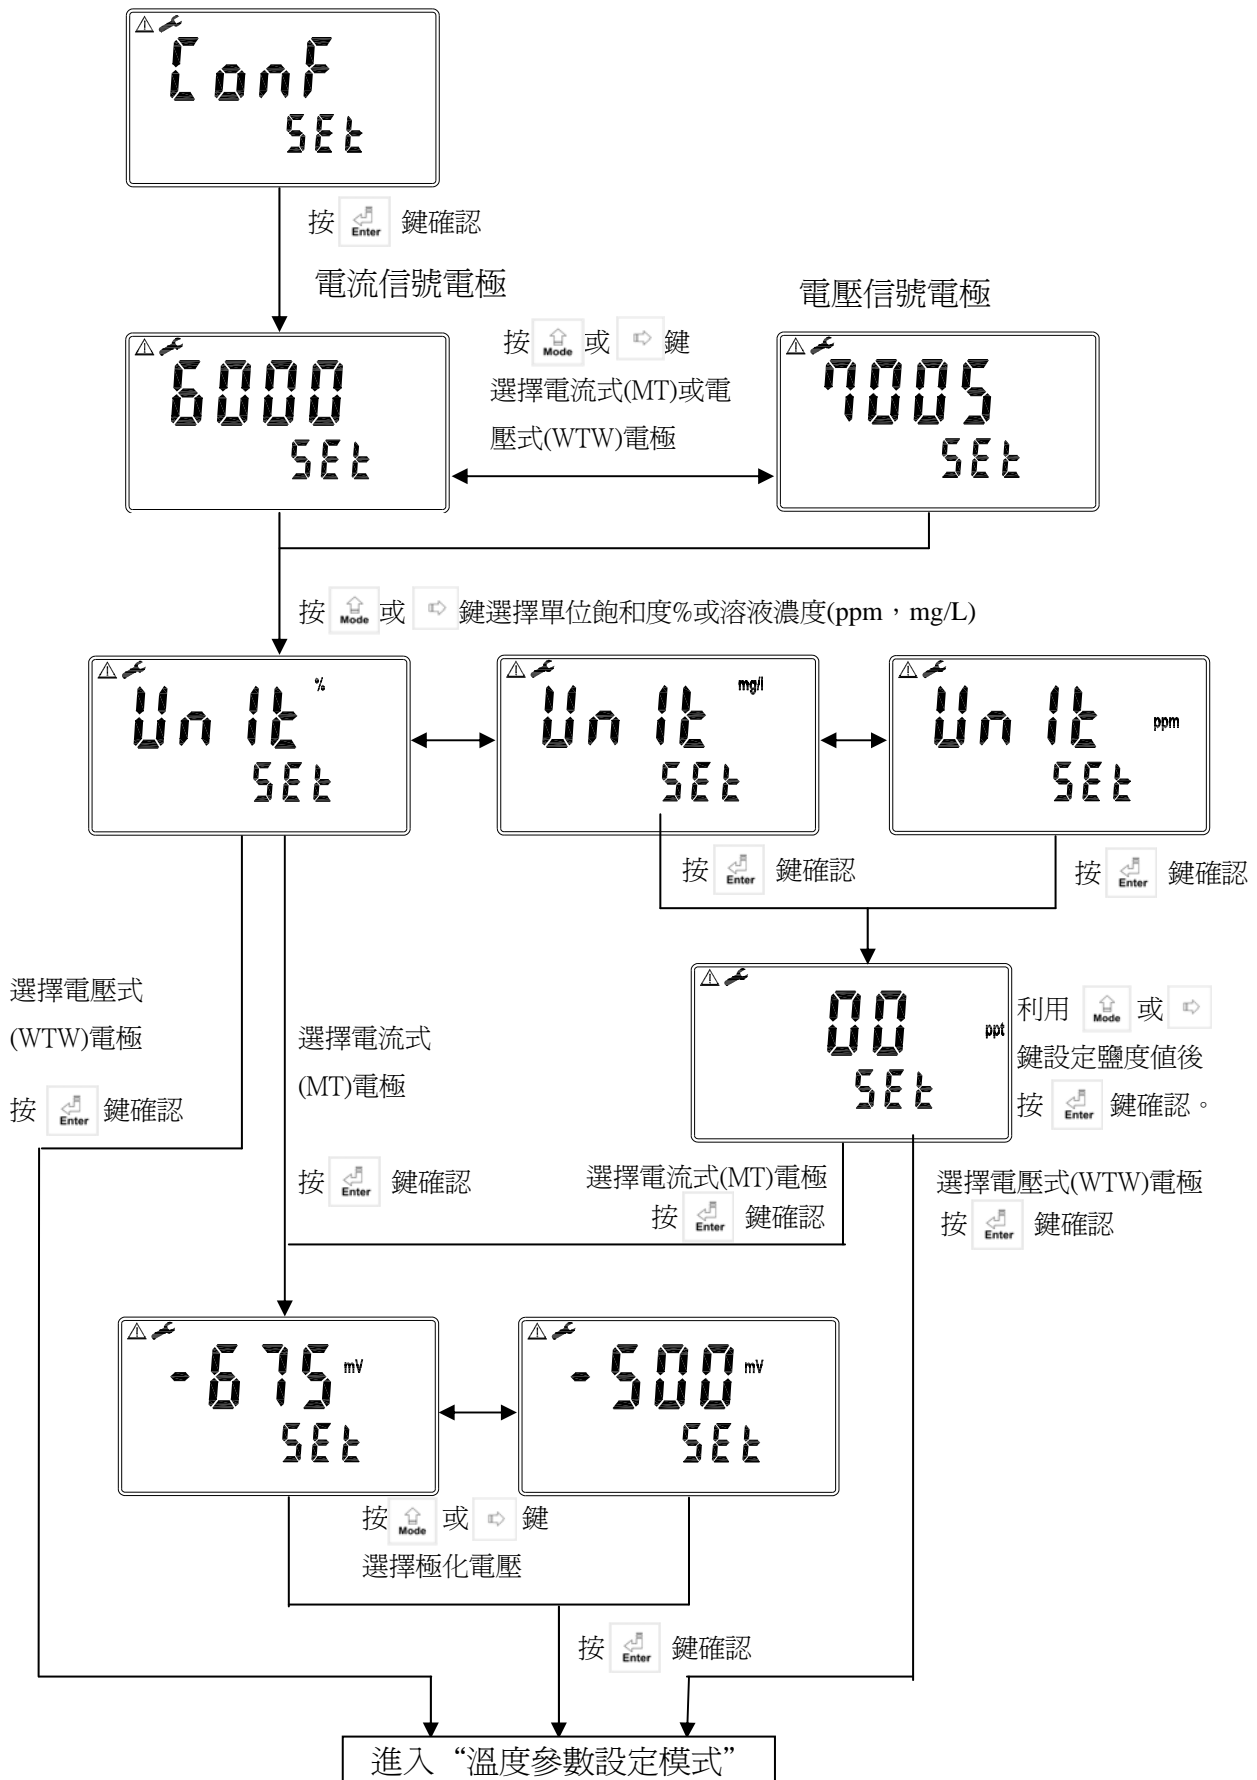 ConF
SEt
按 Enter 鍵確認
電流信號電極
電壓信號電極
6000
SEt
按 Mode 或 鍵
選擇電流式(MT)或電
壓式(WTW)電極
7005
SEt
按 Mode 或 鍵選擇單位飽和度%或溶液濃度(ppm，mg/L)
%
Unit
SEt
mg/l
Unit
SEt
ppm
Unit
SEt
按 Enter 鍵確認
按 Enter 鍵確認
選擇電壓式
(WTW)電極
按 Enter 鍵確認
選擇電流式
(MT)電極
按 Enter 鍵確認
00 ppt
SEt
利用 Mode 或
鍵設定鹽度值後
按 Enter 鍵確認。
選擇電流式(MT)電極
按 Enter 鍵確認
選擇電壓式(WTW)電極
按 Enter 鍵確認
-675 mV
SEt
-500 mV
SEt
按 Mode 或 鍵
選擇極化電壓
按 Enter 鍵確認
進入“溫度參數設定模式”